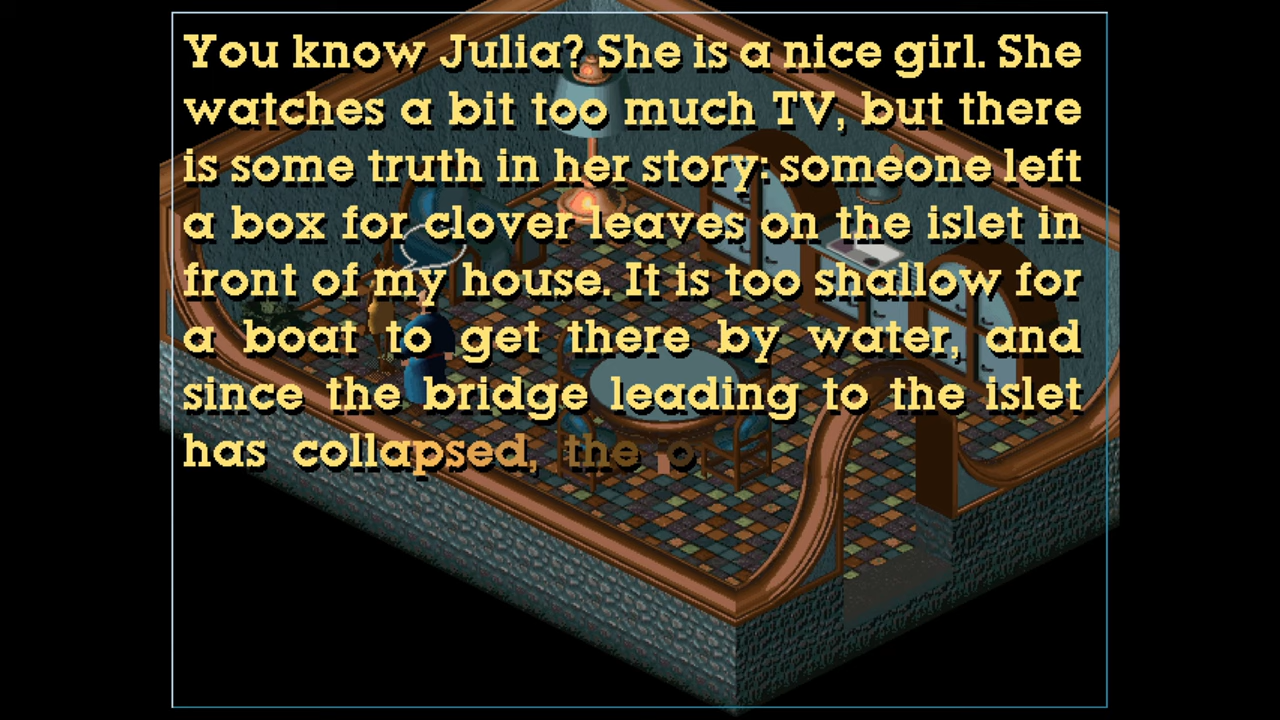 You know Julia? She is a nice girl. She
watches a bit too much TV, but there
is some truth in her story: someone left
a box for clover leaves on the islet in
front of my house. It is too shallow for
a boat to get there by water, and
since the bridge leading to the islet
has collapsed, the